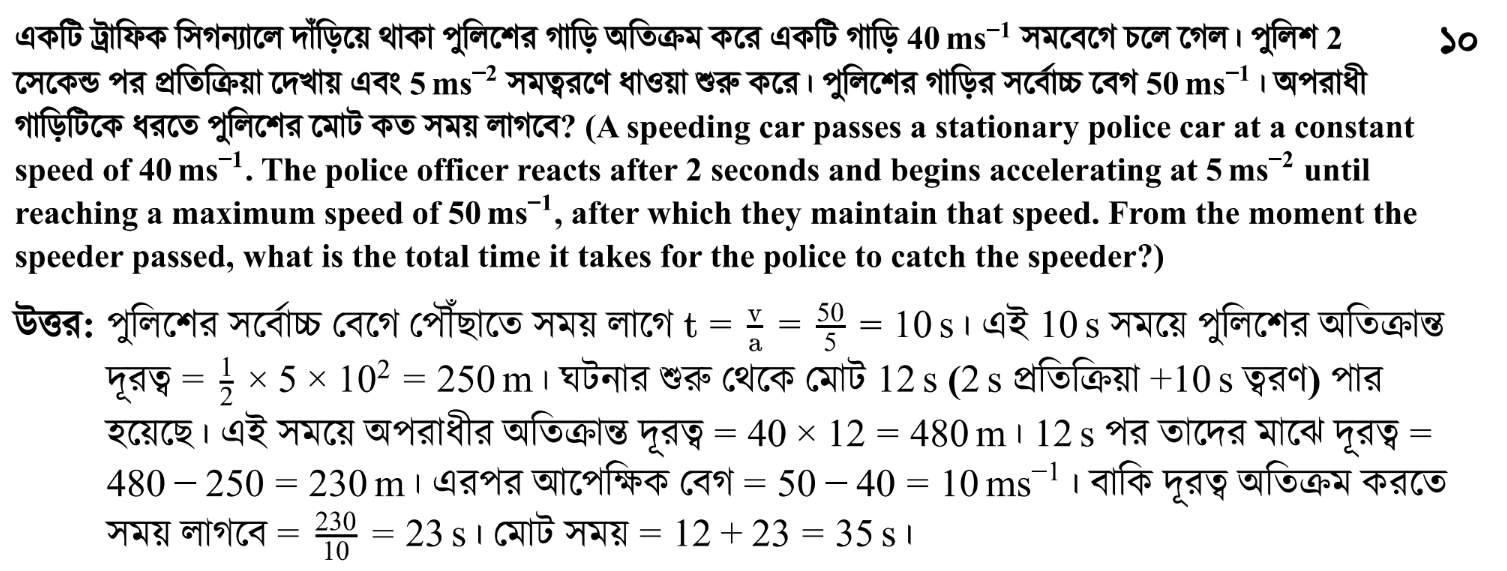 একটি ট্রাফিক সিগন্যালে দাঁড়িয়ে থাকা পুলিশের গাড়ি অতিক্রম করে একটি গাড়ি 40 ms⁻¹ সমবেগে চলে গেল। পুলিশ 2 ১০
সেকেন্ড পর প্রতিক্রিয়া দেখায় এবং 5 ms⁻² সমত্বরণে ধাওয়া শুরু করে। পুলিশের গাড়ির সর্বোচ্চ বেগ 50 ms⁻¹। অপরাধী
গাড়িটিকে ধরতে পুলিশের মোট কত সময় লাগবে? (A speeding car passes a stationary police car at a constant
speed of 40 ms⁻¹. The police officer reacts after 2 seconds and begins accelerating at 5 ms⁻² until
reaching a maximum speed of 50 ms⁻¹, after which they maintain that speed. From the moment the
speeder passed, what is the total time it takes for the police to catch the speeder?)
উত্তর: পুলিশের সর্বোচ্চ বেগে পৌঁছাতে সময় লাগে t = v/a = 50/5 = 10 s। এই 10 s সময়ে পুলিশের অতিক্রান্ত
দূরত্ব = 1/2 × 5 × 10² = 250 m। ঘটনার শুরু থেকে মোট 12 s (2 s প্রতিক্রিয়া +10 s ত্বরণ) পার
হয়েছে। এই সময়ে অপরাধীর অতিক্রান্ত দূরত্ব = 40 × 12 = 480 m। 12 s পর তাদের মাঝে দূরত্ব =
480 − 250 = 230 m। এরপর আপেক্ষিক বেগ = 50 − 40 = 10 ms⁻¹। বাকি দূরত্ব অতিক্রম করতে
সময় লাগবে = 230/10 = 23 s। মোট সময় = 12 + 23 = 35 s।